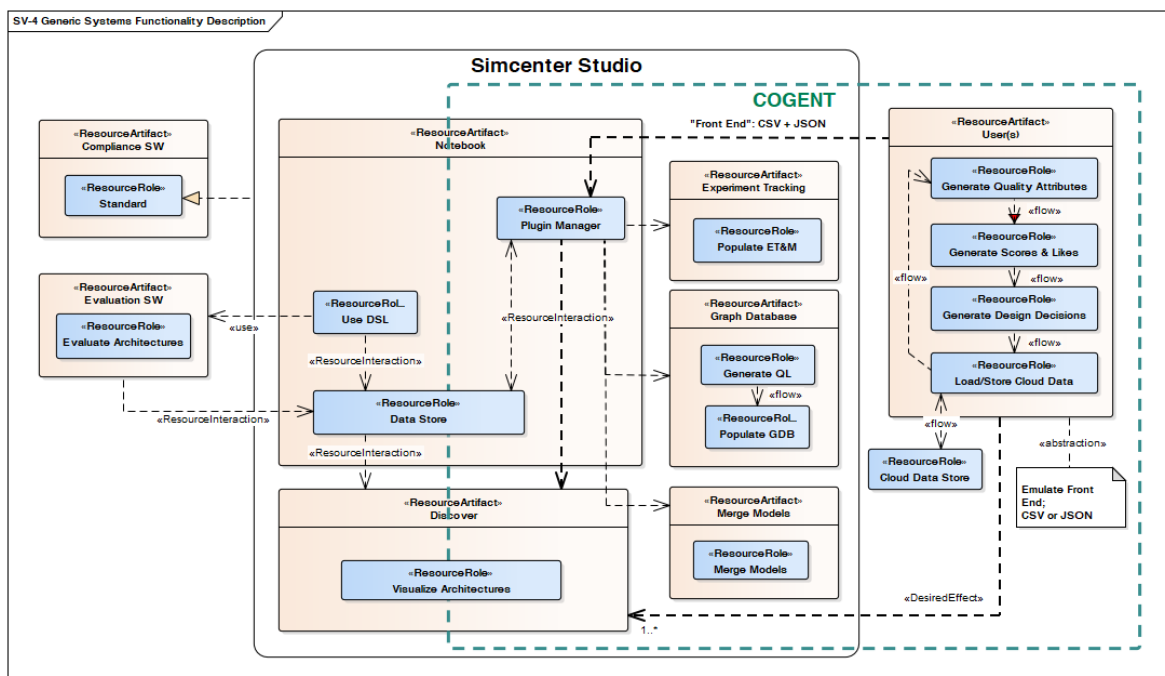 SV-4 Generic Systems Functionality Description
Simcenter Studio
COGENT
"Front End": CSV + JSON
«ResourceArtifact»
Compliance SW
«ResourceRole»
Standard
«ResourceArtifact»
Evaluation SW
«ResourceRole»
Evaluate Architectures
«use»
«ResourceInteraction»
«ResourceArtifact»
Notebook
«ResourceRole»
Plugin Manager
«ResourceRol...
Use DSL
«ResourceInteraction»
«ResourceInteraction»
«ResourceRole»
Data Store
«ResourceInteraction»
«ResourceArtifact»
Discover
«ResourceRole»
Visualize Architectures
«ResourceArtifact»
Experiment Tracking
«ResourceRole»
Populate ET&M
«ResourceArtifact»
Graph Database
«ResourceRole»
Generate QL
«flow»
«ResourceRol...
Populate GDB
«ResourceArtifact»
Merge Models
«ResourceRole»
Merge Models
«ResourceArtifact»
User(s)
«ResourceRole»
Generate Quality Attributes
«flow»
«ResourceRole»
Generate Scores & Likes
«flow»
«flow»
«ResourceRole»
Generate Design Decisions
«flow»
«ResourceRole»
Load/Store Cloud Data
«flow»
«abstraction»
«ResourceRole»
Cloud Data Store
Emulate Front
End;
CSV or JSON
«DesiredEffect»
1..*